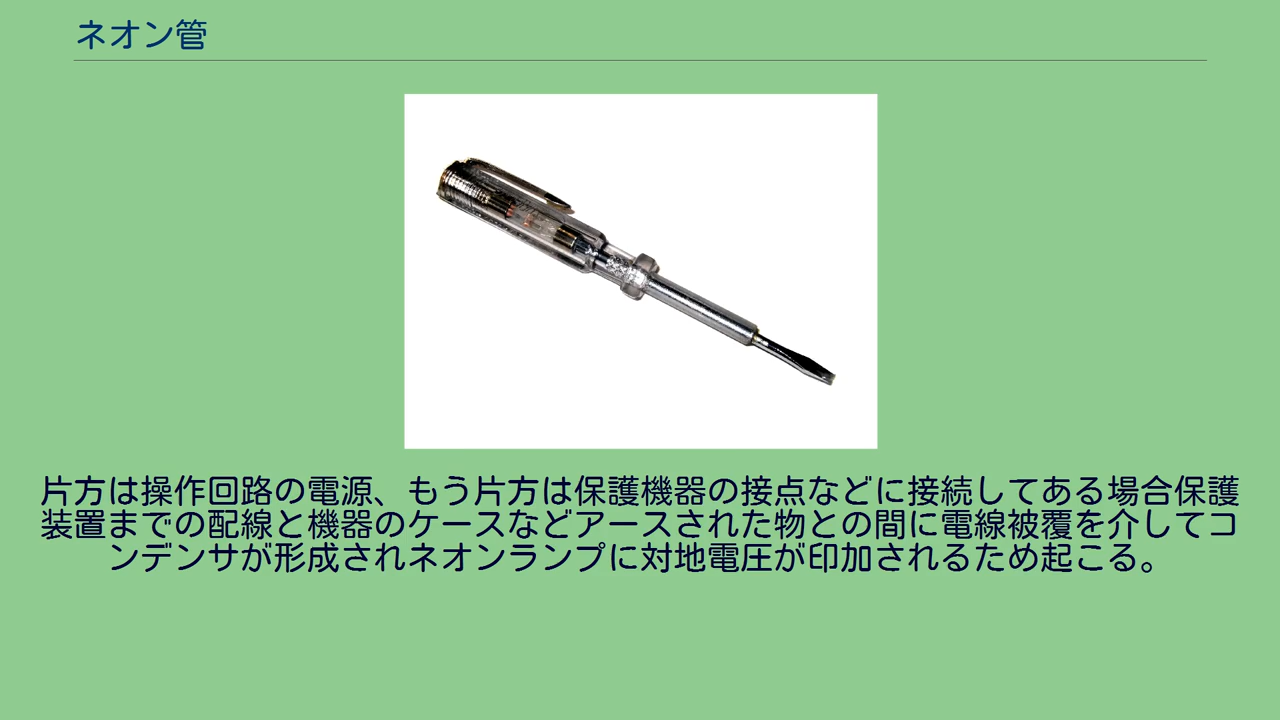 ネオン管
片方は操作回路の電源、もう片方は保護機器の接点などに接続してある場合保護
装置までの配線と機器のケースなどアースされた物との間に電線被覆を介してコ
ンデンサが形成されネオンランプに対地電圧が印加されるため起こる。